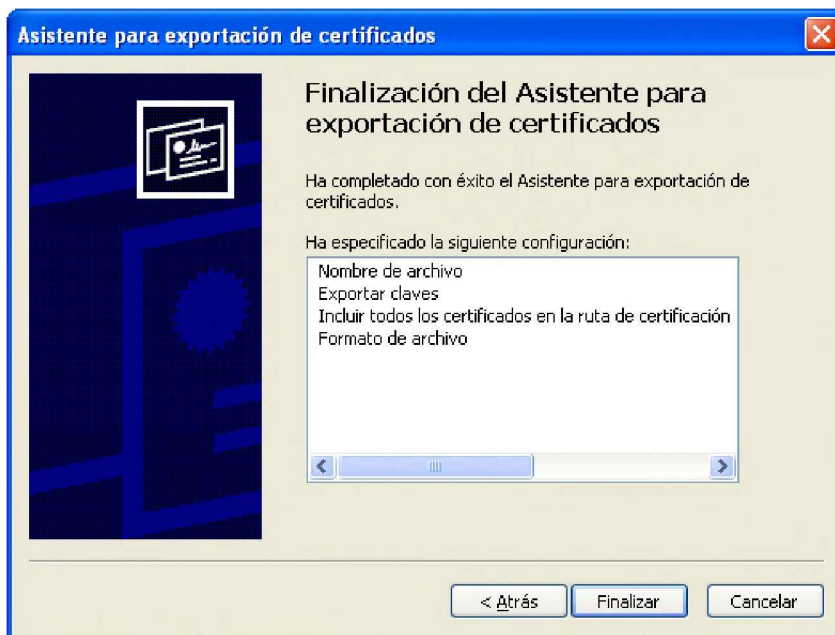 Asistente para exportación de certificados
Finalización del Asistente para
exportación de certificados
Ha completado con éxito el Asistente para exportación de
certificados.
Ha especificado la siguiente configuración:
Nombre de archivo
Exportar claves
Incluir todos los certificados en la ruta de certificación
Formato de archivo
< Atrás
Finalizar
Cancelar